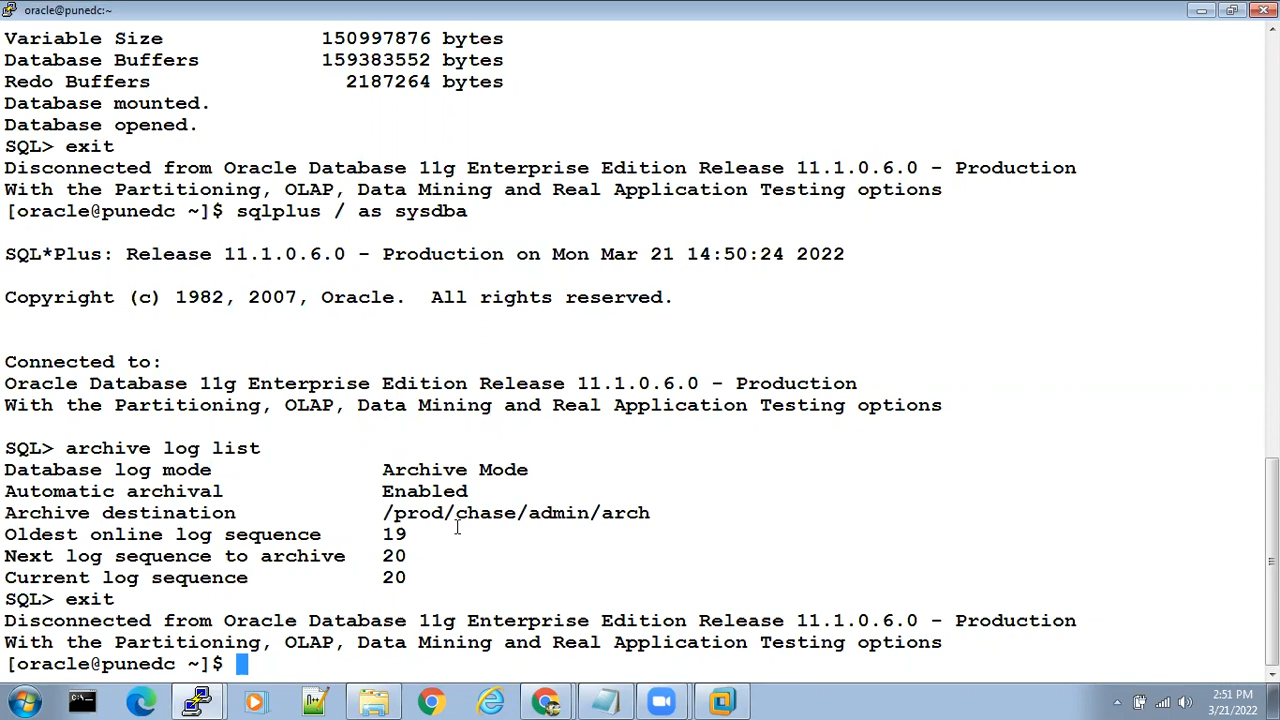 oracle@punedc:~
Variable Size 150997876 bytes
Database Buffers 159383552 bytes
Redo Buffers 2187264 bytes
Database mounted.
Database opened.
SQL> exit
Disconnected from Oracle Database 11g Enterprise Edition Release 11.1.0.6.0 - Production
With the Partitioning, OLAP, Data Mining and Real Application Testing options
[oracle@punedc ~]$ sqlplus / as sysdba
SQL*Plus: Release 11.1.0.6.0 - Production on Mon Mar 21 14:50:24 2022
Copyright (c) 1982, 2007, Oracle. All rights reserved.
Connected to:
Oracle Database 11g Enterprise Edition Release 11.1.0.6.0 - Production
With the Partitioning, OLAP, Data Mining and Real Application Testing options
SQL> archive log list
Database log mode Archive Mode
Automatic archival Enabled
Archive destination /prod/chase/admin/arch
Oldest online log sequence 19
Next log sequence to archive 20
Current log sequence 20
SQL> exit
Disconnected from Oracle Database 11g Enterprise Edition Release 11.1.0.6.0 - Production
With the Partitioning, OLAP, Data Mining and Real Application Testing options
[oracle@punedc ~]$
2:51 PM
3/21/2022